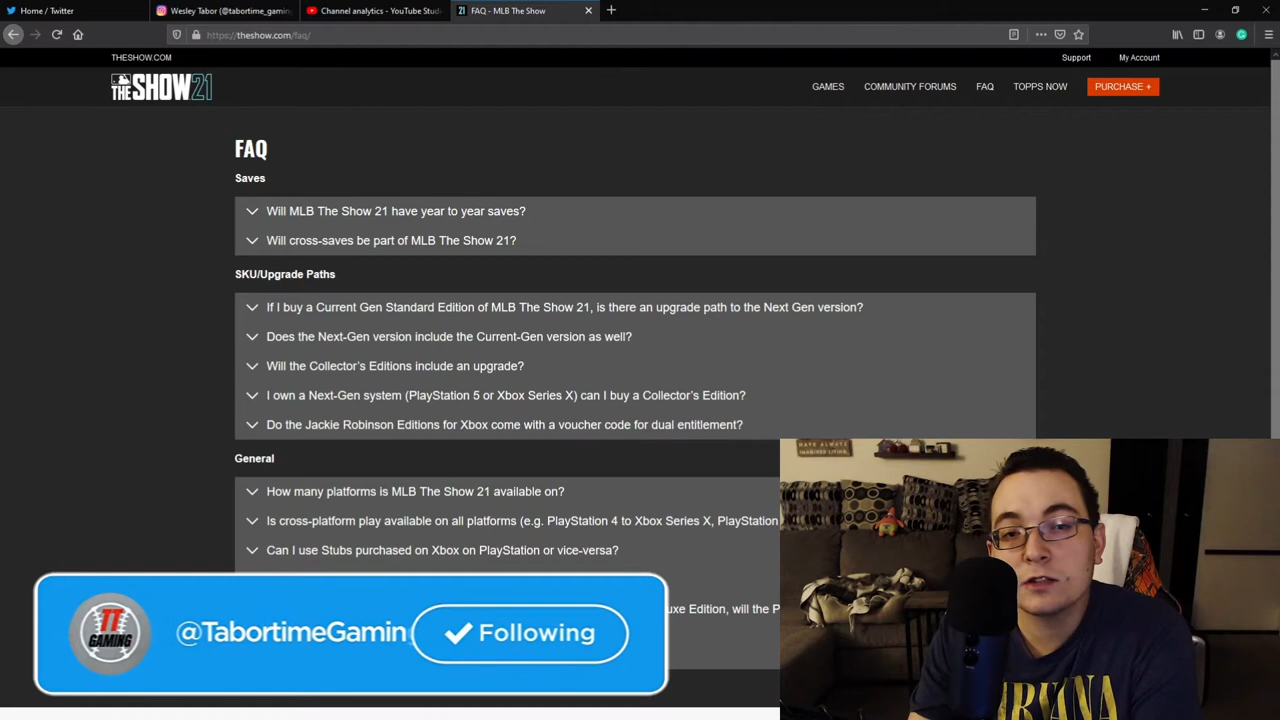 Home / Twitter
Wesley Tabor (@tabortime_gamin
Channel analytics - YouTube Stud
21 FAQ - MLB The Show
https://theshow.com/faq/
THESHOW.COM
Support
My Account
THE SHOW 21
GAMES
COMMUNITY FORUMS
FAQ
TOPPS NOW
PURCHASE +
FAQ
Saves
Will MLB The Show 21 have year to year saves?
Will cross-saves be part of MLB The Show 21?
SKU/Upgrade Paths
If I buy a Current Gen Standard Edition of MLB The Show 21, is there an upgrade path to the Next Gen version?
Does the Next-Gen version include the Current-Gen version as well?
Will the Collector's Editions include an upgrade?
I own a Next-Gen system (PlayStation 5 or Xbox Series X) can I buy a Collector's Edition?
Do the Jackie Robinson Editions for Xbox come with a voucher code for dual entitlement?
General
How many platforms is MLB The Show 21 available on?
Is cross-platform play available on all platforms (e.g. PlayStation 4 to Xbox Series X, PlayStation
Can I use Stubs purchased on Xbox on PlayStation or vice-versa?
uxe Edition, will the P
TT
GAMING
@TabortimeGamin
Following
HAVE ALWAYS
IMAGINED LIVING.
NIRVANA